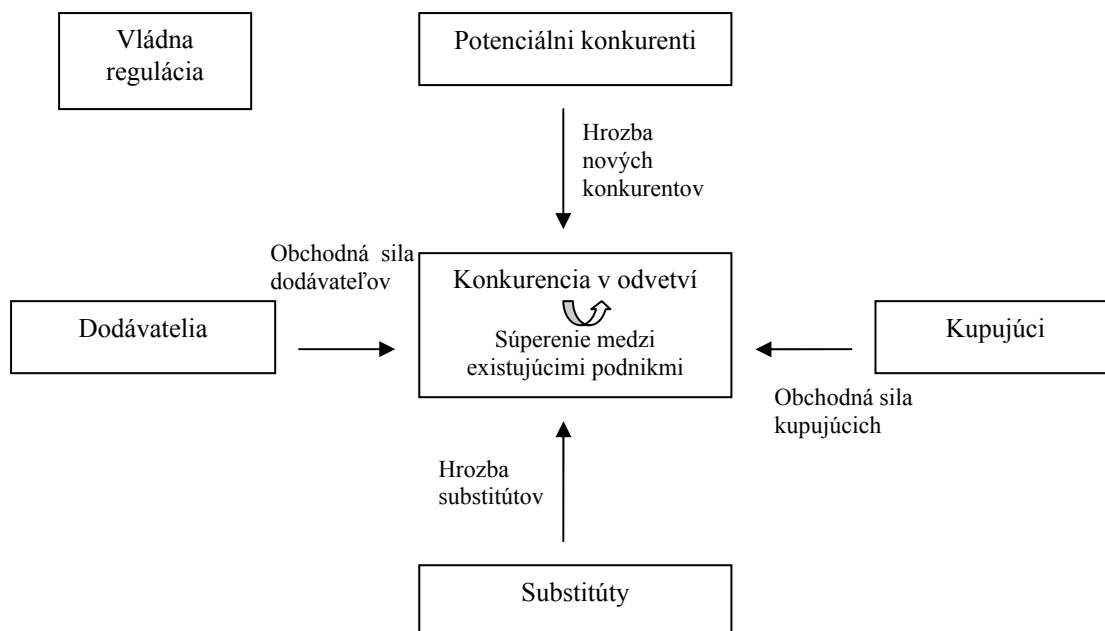 Vládna
regulácia
Potenciálni konkurenti
Hrozba
nových
konkurentov
Obchodná sila
dodávateľov
Dodávatelia
Konkurencia v odvetví
Súperenie medzi
existujúcimi podnikmi
Kupujúci
Obchodná sila
kupujúcich
Hrozba
substitútov
Substitúty